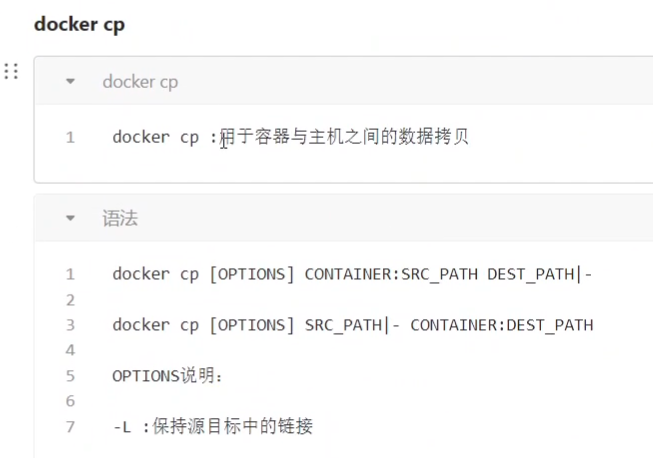 docker cp
docker cp
1 docker cp :用于容器与主机之间的数据拷贝
语法
1 docker cp [OPTIONS] CONTAINER:SRC_PATH DEST_PATH|-
2
3 docker cp [OPTIONS] SRC_PATH|- CONTAINER:DEST_PATH
4
5 OPTIONS说明:
6
7 -L :保持源目标中的链接